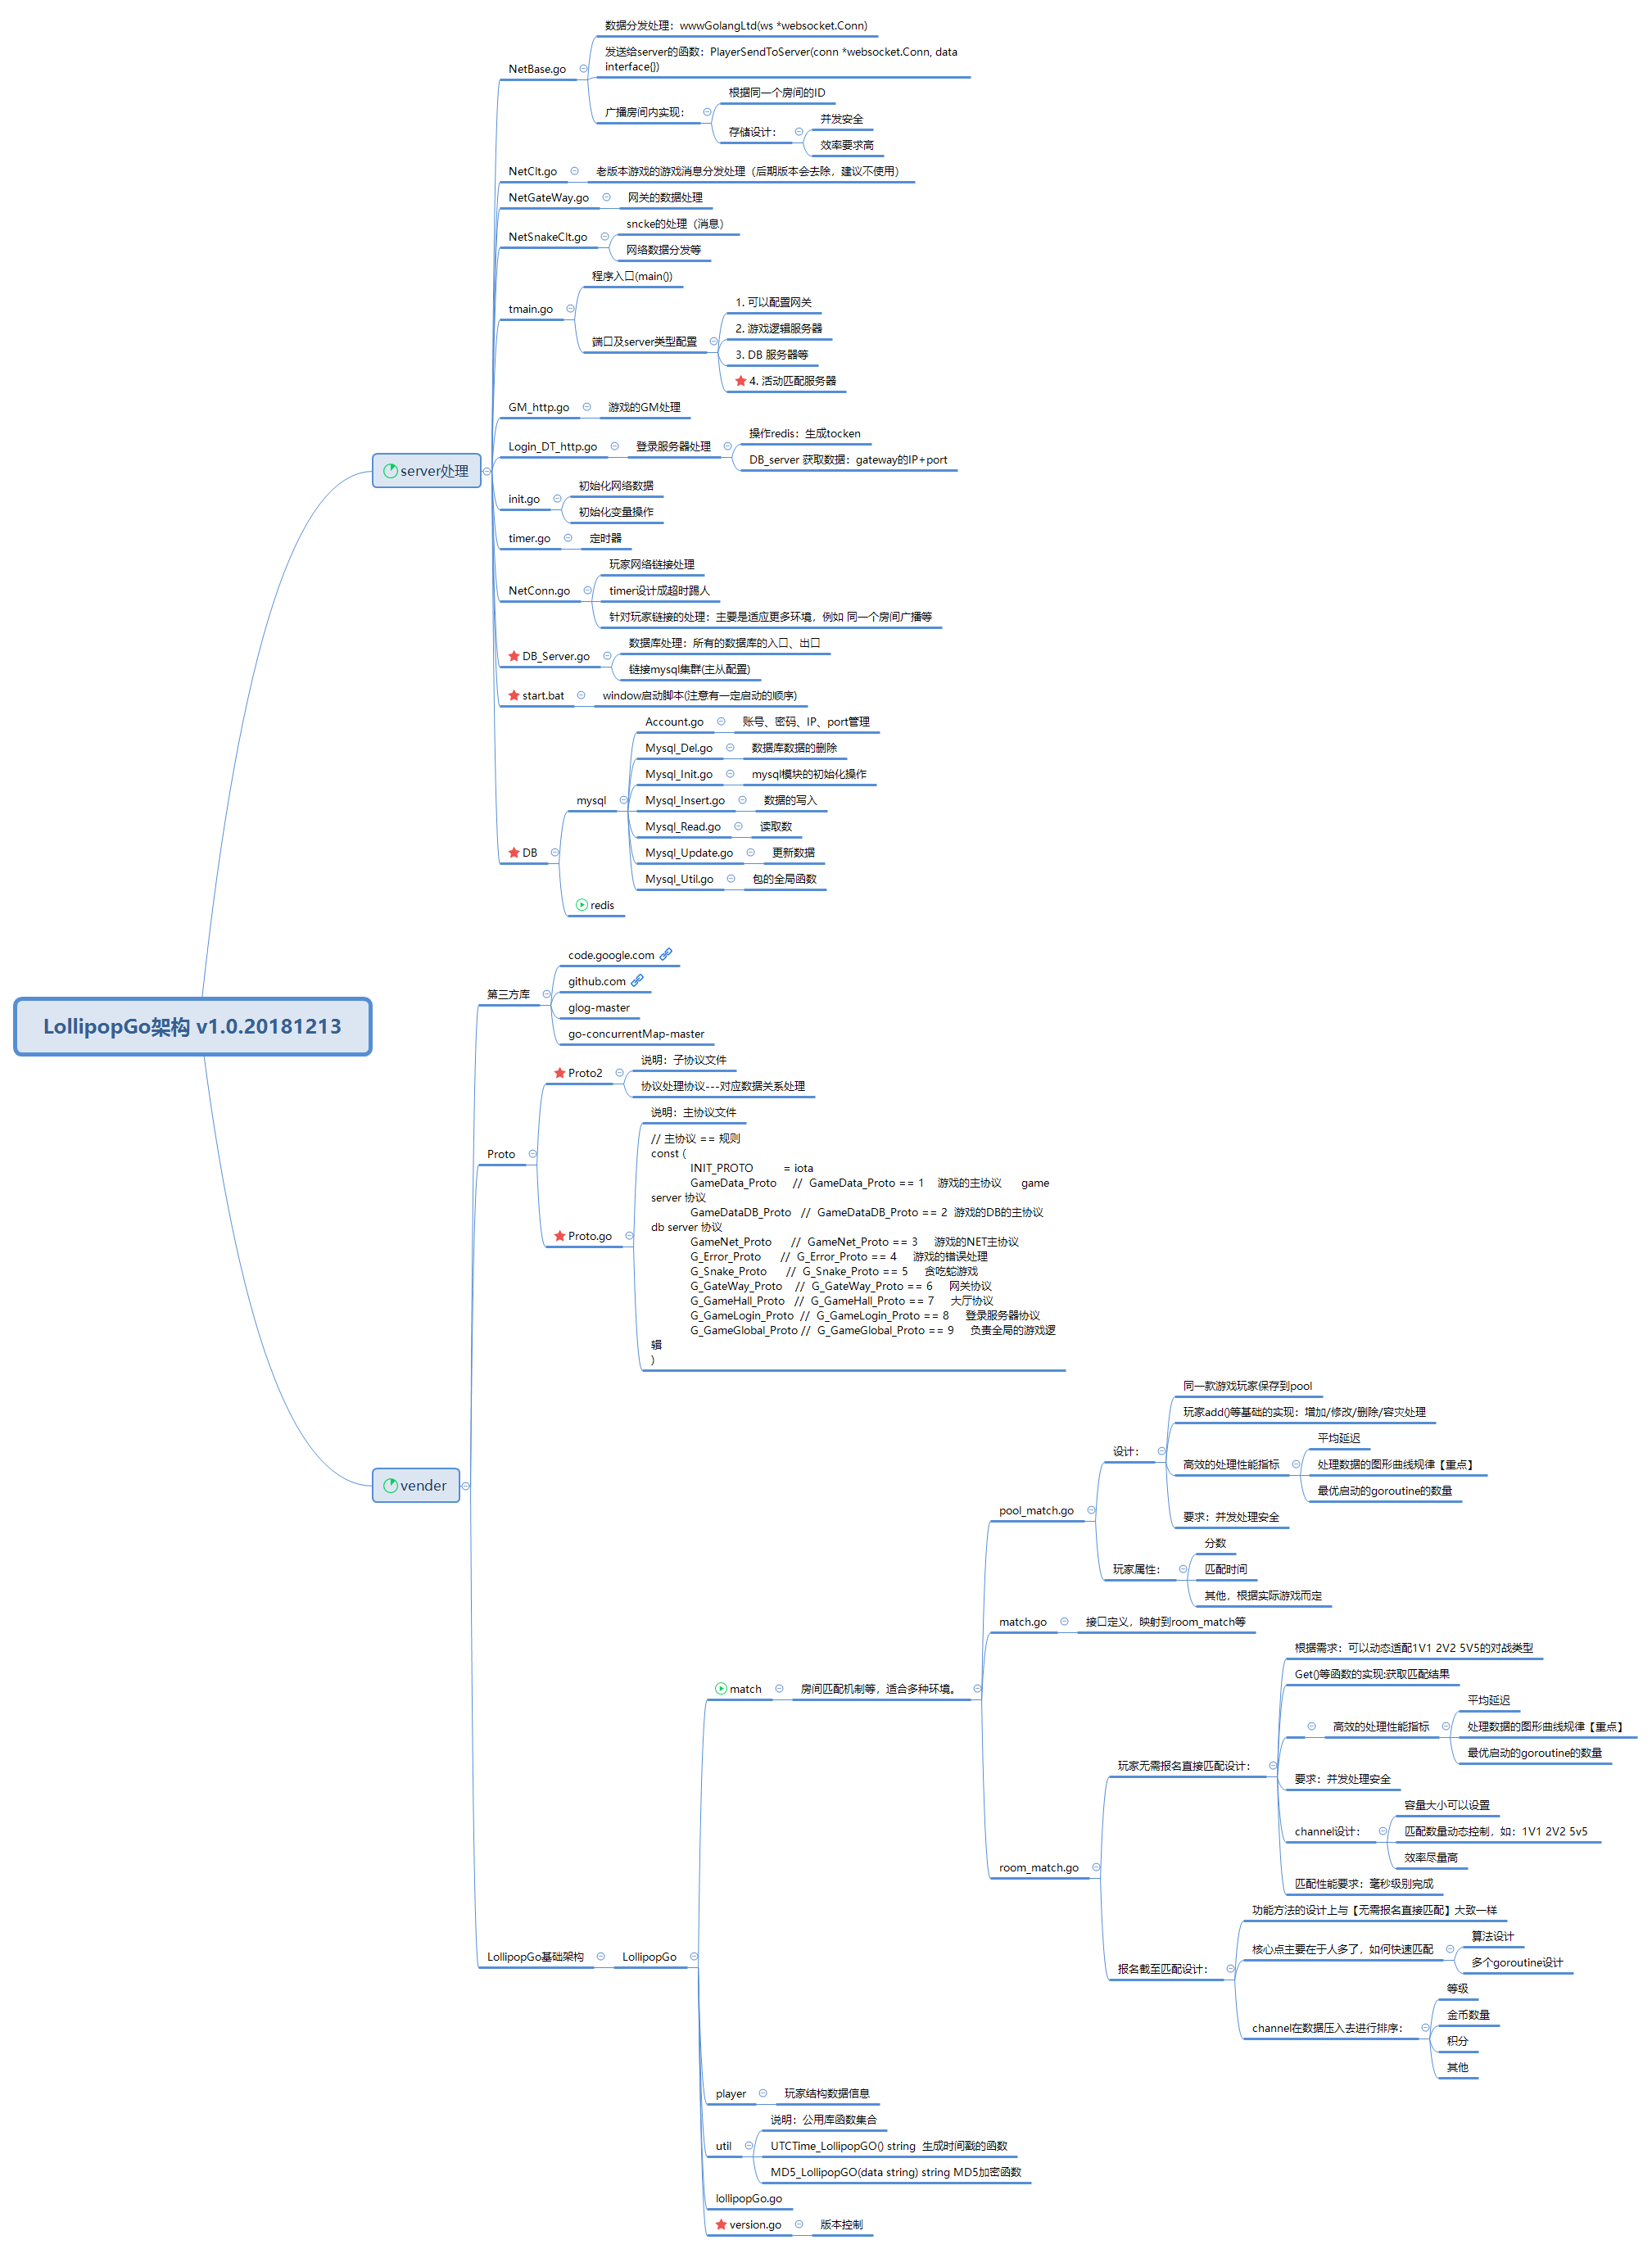 数据分发处理：wwwGolangLtd(ws *websocket.Conn)
发送给server的函数：PlayerSendToServer(conn *websocket.Conn, data
interface{})
NetBase.go
根据同一个房间的ID
广播房间内实现：
并发安全
存储设计：
效率要求高
NetClt.go
老版本游戏的游戏消息分发处理（后期版本会去除，建议不使用）
NetGateWay.go
网关的数据处理
sncke的处理（消息）
NetSnakeClt.go
网络数据分发等
程序入口(main())
tmain.go
1. 可以配置网关
2. 游戏逻辑服务器
端口及server类型配置
3. DB 服务器等
4. 活动匹配服务器
GM_http.go
游戏的GM处理
操作redis：生成tocken
Login_DT_http.go
登录服务器处理
DB_server 获取数据：gateway的IP+port
server处理
初始化网络数据
init.go
初始化变量操作
timer.go
定时器
玩家网络链接处理
NetConn.go
timer设计成超时踢人
针对玩家链接的处理：主要是适应更多环境，例如 同一个房间广播等
数据库处理：所有的数据库的入口、出口
DB_Server.go
链接mysql集群(主从配置)
start.bat
window启动脚本(注意有一定启动的顺序)
Account.go
账号、密码、IP、port管理
Mysql_Del.go
数据库数据的删除
Mysql_Init.go
mysql模块的初始化操作
mysql
Mysql_Insert.go
数据的写入
Mysql_Read.go
读取数
DB
Mysql_Update.go
更新数据
Mysql_Util.go
包的全局函数
redis
code.google.com
github.com
第三方库
glog-master
go-concurrentMap-master
LollipopGo架构 v1.0.20181213
说明：子协议文件
Proto2
协议处理协议---对应数据关系处理
说明：主协议文件
Proto
// 主协议 == 规则
const (
INIT_PROTO = iota
GameData_Proto // GameData_Proto == 1 游戏的主协议 game
server 协议
GameDataDB_Proto // GameDataDB_Proto == 2 游戏的DB的主协议
db server 协议
Proto.go
GameNet_Proto // GameNet_Proto == 3 游戏的NET主协议
G_Error_Proto // G_Error_Proto == 4 游戏的错误处理
G_Snake_Proto // G_Snake_Proto == 5 贪吃蛇游戏
G_GateWay_Proto // G_GateWay_Proto == 6 网关协议
G_GameHall_Proto // G_GameHall_Proto == 7 大厅协议
G_GameLogin_Proto // G_GameLogin_Proto == 8 登录服务器协议
G_GameGlobal_Proto // G_GameGlobal_Proto == 9 负责全局的游戏逻
辑
)
vender
同一款游戏玩家保存到pool
玩家add()等基础的实现：增加/修改/删除/容灾处理
设计：
平均延迟
高效的处理性能指标
处理数据的图形曲线规律【重点】
最优启动的goroutine的数量
pool_match.go
要求：并发处理安全
分数
玩家属性：
匹配时间
其他，根据实际游戏而定
match.go
接口定义，映射到room_match等
根据需求：可以动态适配1V1 2V2 5V5的对战类型
Get()等函数的实现:获取匹配结果
match
房间匹配机制等，适合多种环境。
平均延迟
高效的处理性能指标
处理数据的图形曲线规律【重点】
最优启动的goroutine的数量
玩家无需报名直接匹配设计：
要求：并发处理安全
容量大小可以设置
channel设计：
匹配数量动态控制，如：1V1 2V2 5v5
效率尽量高
room_match.go
匹配性能要求：毫秒级别完成
功能方法的设计上与【无需报名直接匹配】大致一样
算法设计
核心点主要在于人多了，如何快速匹配
多个goroutine设计
报名截至匹配设计：
等级
金币数量
channel在数据压入去进行排序：
积分
其他
LollipopGo基础架构
LollipopGo
player
玩家结构数据信息
说明：公用库函数集合
util
UTCTime_LollipopGO() string 生成时间戳的函数
MD5_LollipopGO(data string) string MD5加密函数
lollipopGo.go
version.go
版本控制